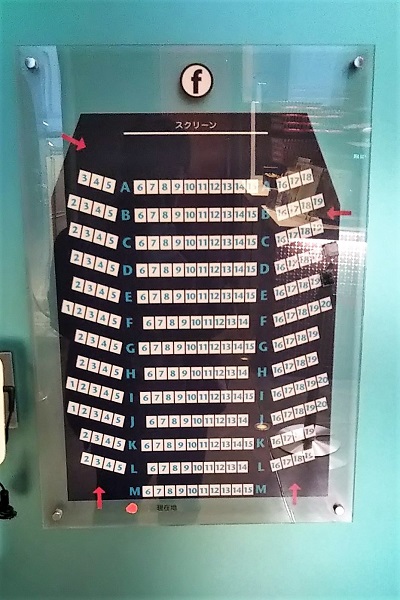 f
スクリーン
3 4 5 A 6 7 8 9 10 11 12 13 14 16 17 18
2 3 4 5 B 6 7 8 9 10 11 12 13 14 15 B 16 17 18 19
2 3 4 5 C 6 7 8 9 10 11 12 13 14 15 C 16 17 18
2 3 4 5 D 6 7 8 9 10 11 12 13 14 15 D 16 17 18
2 3 4 5 E 6 7 8 9 10 11 12 13 14 15 E 16 17 18 19
1 2 3 4 5 F 6 7 8 9 10 11 12 13 14 F 16 17 18 19 20
2 3 4 5 G 6 7 8 9 10 11 12 13 14 15 G 16 17 18 19
2 3 4 5 H 6 7 8 9 10 11 12 13 14 H 16 17 18 19
1 2 3 4 5 I 6 7 8 9 10 11 12 13 14 15 I 16 17 18 19 20
1 2 3 4 5 J 6 7 8 9 10 11 12 13 14 J 16 17 18 19 20
2 3 4 5 K 6 7 8 9 10 11 12 13 14 15 K 16 17 19
2 3 4 5 L 6 7 8 9 10 11 12 13 14 L 16 17 18
M 6 7 8 9 10 11 12 13 14 15 M
現在地